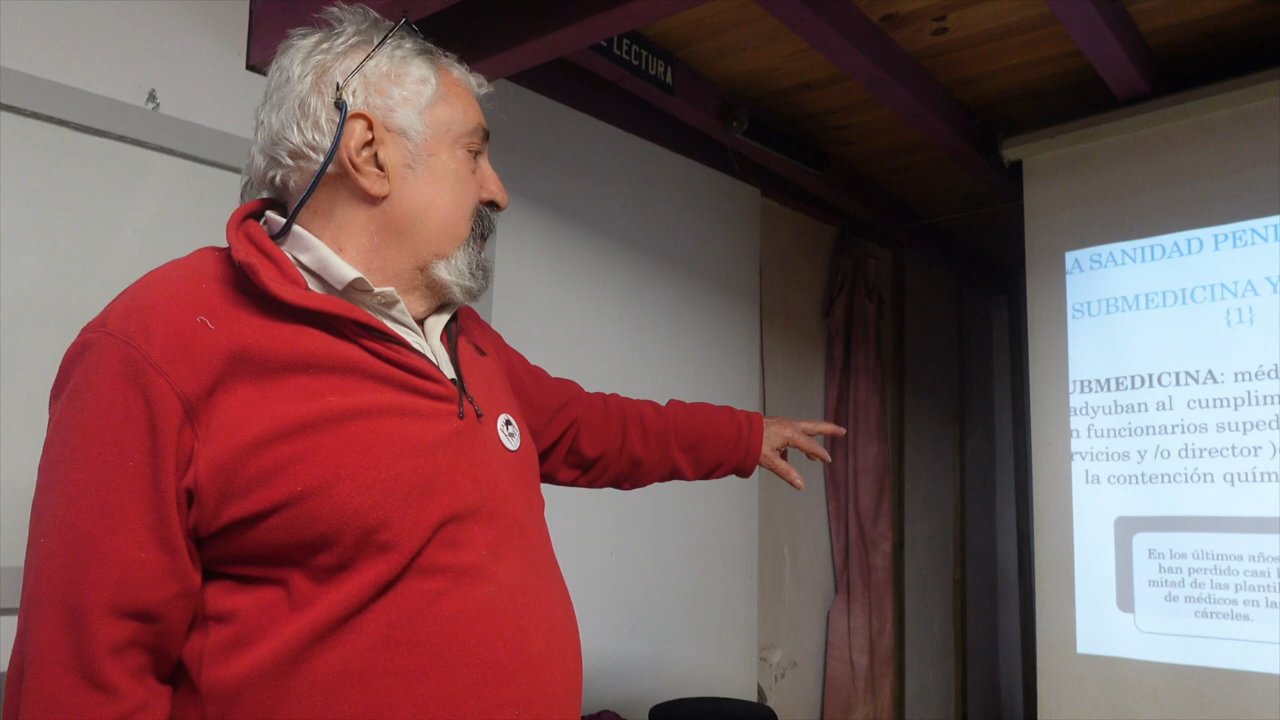 LECTURA
A SANIDAD PENI
SUBMEDICINA Y
{1}
UBMEDICINA: méd
adyuban al cumplim
n funcionarios suped
rvicios y /o director )
la contención quím
En los últimos años
han perdido casi l
mitad de las plantil
de médicos en la
cárceles.